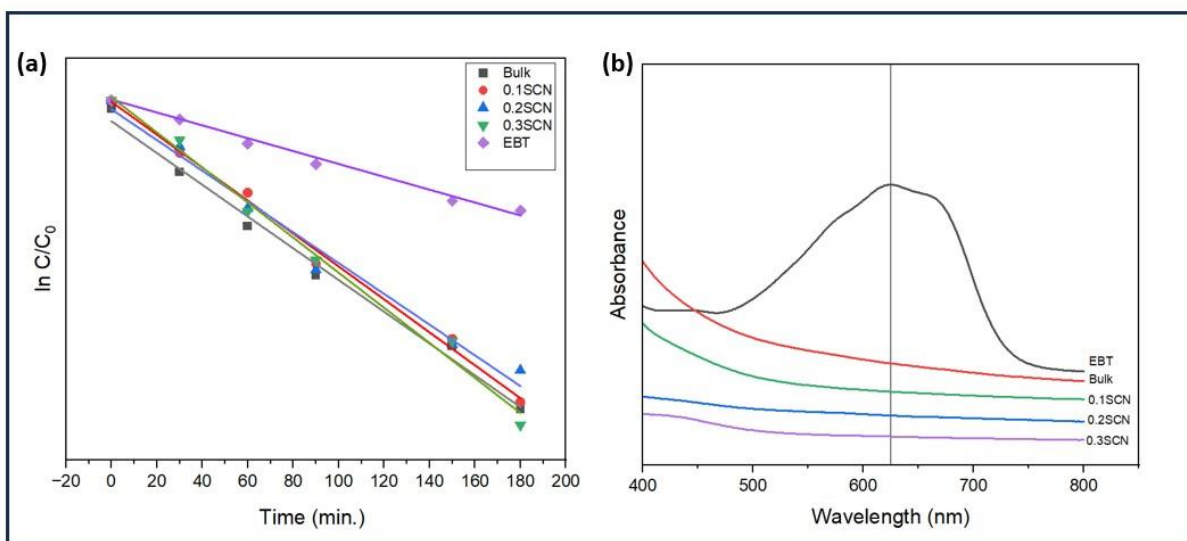 (a)
Bulk
0.1SCN
0.2SCN
0.3SCN
EBT
ln C/C₀
−20 0 20 40 60 80 100 120 140 160 180 200
Time (min.)
(b)
Absorbance
EBT
Bulk
0.1SCN
0.2SCN
0.3SCN
400 500 600 700 800
Wavelength (nm)